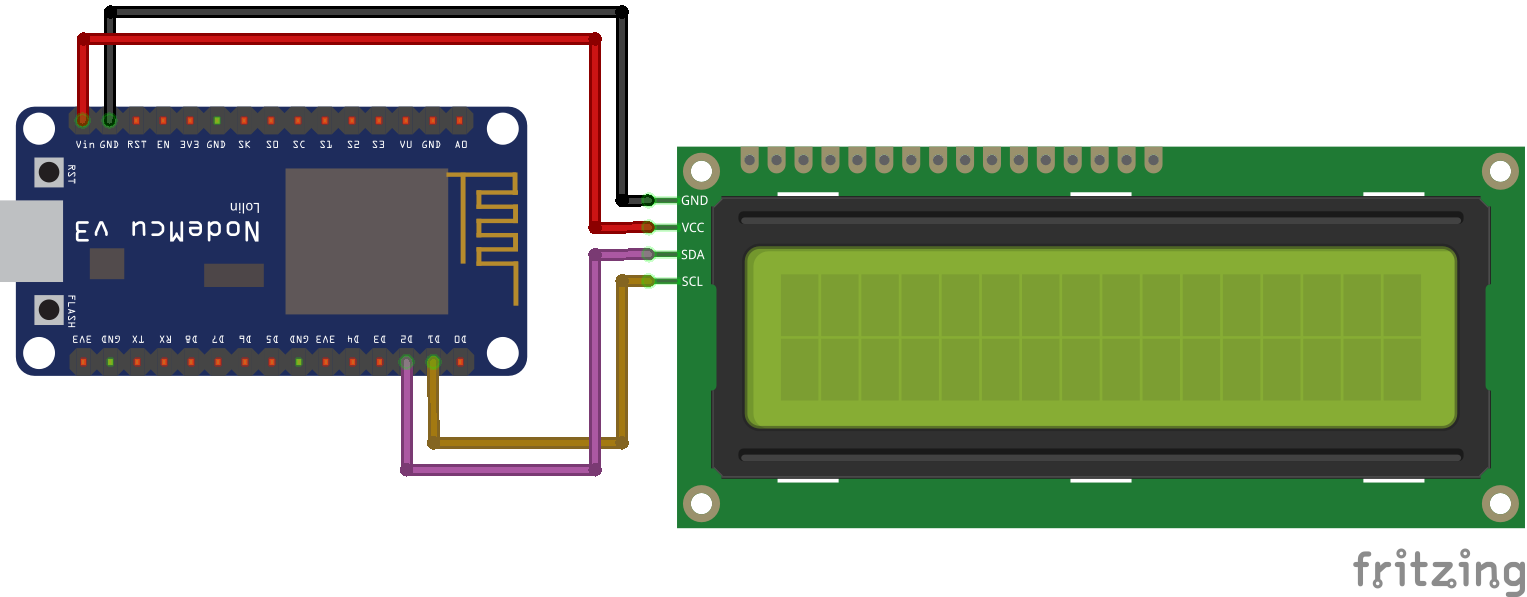 Vin GND RST EN 3V3 GND SK SO SC S1 S2 S3 VU GND AO
RST
Lolin
NodeMcu v3
FLASH
3V3 GND TX RX D8 D7 D6 D5 GND 3V3 D4 D3 D2 D1 D0
GND
VCC
SDA
SCL
fritzing